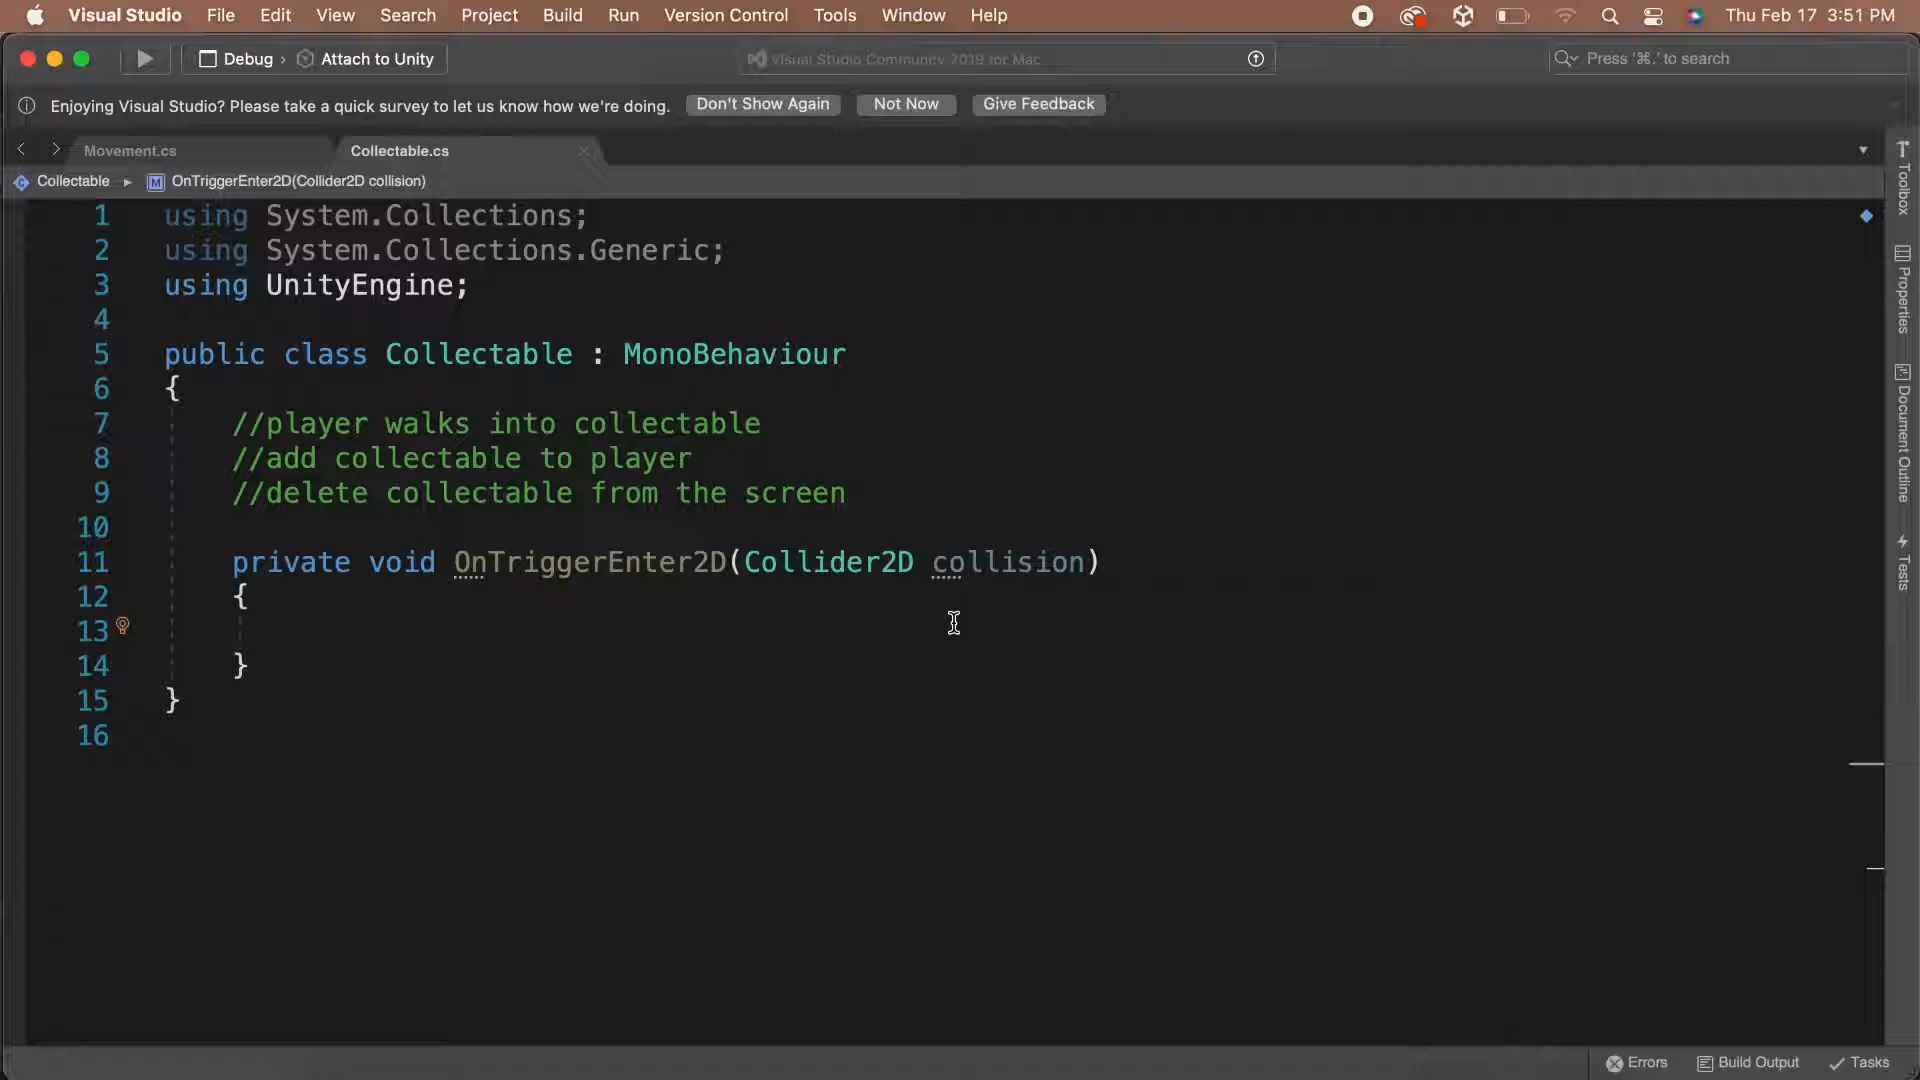 Visual Studio File Edit View Search Project Build Run Version Control Tools Window Help Thu Feb 17 3:51 PM
Debug › Attach to Unity Visual Studio Community 2019 for Mac Press '⌘.' to search
Enjoying Visual Studio? Please take a quick survey to let us know how we're doing. Don't Show Again Not Now Give Feedback
Movement.cs Collectable.cs
Collectable ▸ M OnTriggerEnter2D(Collider2D collision)
1 using System.Collections;
2 using System.Collections.Generic;
3 using UnityEngine;
4
5 public class Collectable : MonoBehaviour
6 {
7 //player walks into collectable
8 //add collectable to player
9 //delete collectable from the screen
10
11 private void OnTriggerEnter2D(Collider2D collision)
12 {
13
14 }
15 }
16
Toolbox
Properties
Document Outline
Tests
Errors Build Output Tasks